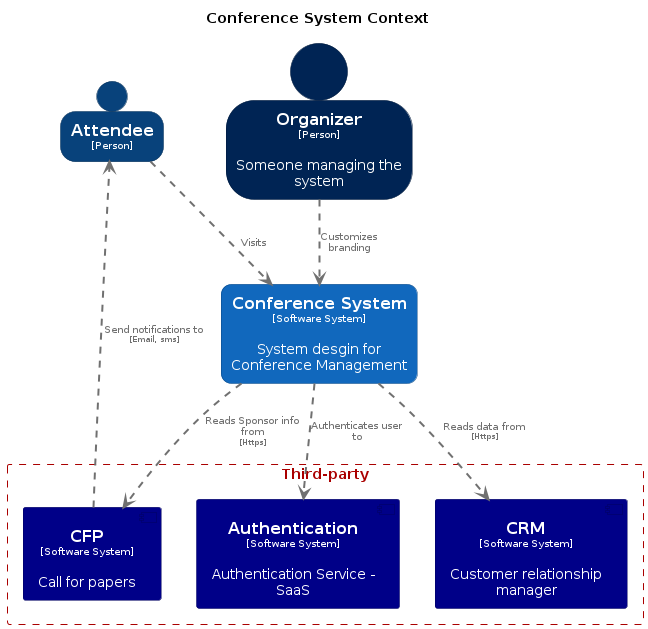 Conference System Context
Attendee
[Person]
Organizer
[Person]
Someone managing the
system
Visits
Customizes
branding
Conference System
[Software System]
System desgin for
Conference Management
Send notifications to
[Email, sms]
Reads Sponsor info
from
[Https]
Authenticates user
to
Reads data from
[Https]
Third-party
CFP
[Software System]
Call for papers
Authentication
[Software System]
Authentication Service -
SaaS
CRM
[Software System]
Customer relationship
manager